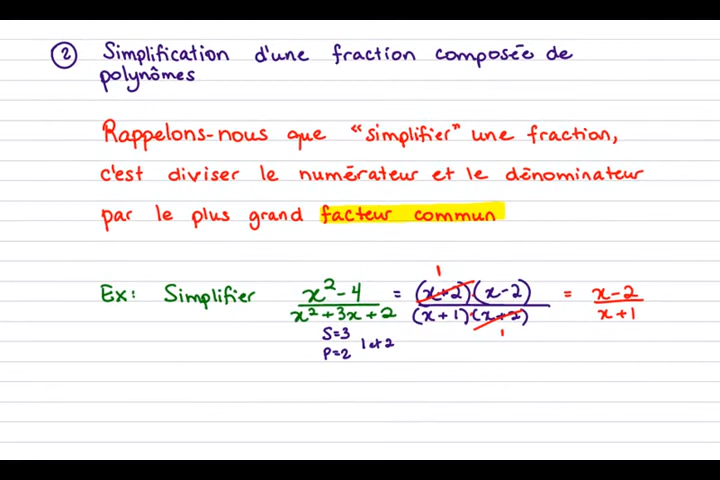 ② Simplification d'une fraction composée de
polynômes
Rappelons-nous que "simplifier" une fraction,
c'est diviser le numérateur et le dénominateur
par le plus grand facteur commun
1
Ex: Simplifier x² - 4 = (x+2)(x-2) = x-2
x² + 3x + 2 (x+1)(x+2) x+1
S=3 1
P=2 1 et 2